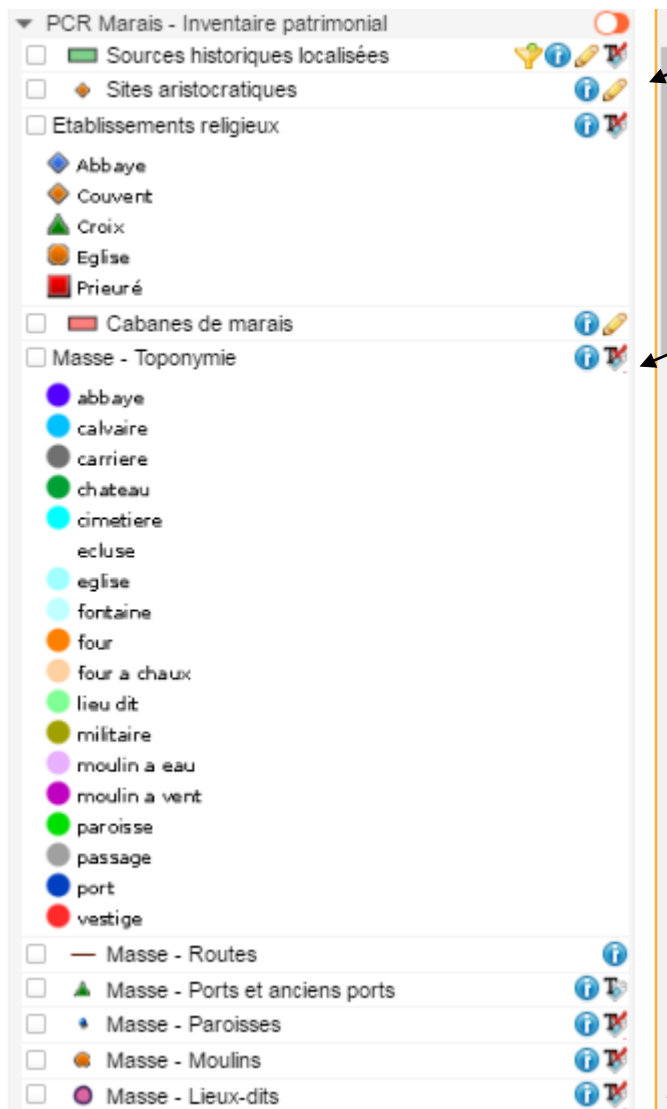 PCR Marais - Inventaire patrimonial
Sources historiques localisées
Sites aristocratiques
Etablissements religieux
Abbaye
Couvent
Croix
Eglise
Prieuré
Cabanes de marais
Masse - Toponymie
abbaye
calvaire
carriere
chateau
cimetiere
ecluse
eglise
fontaine
four
four a chaux
lieu dit
militaire
moulin a eau
moulin a vent
paroisse
passage
port
vestige
Masse - Routes
Masse - Ports et anciens ports
Masse - Paroisses
Masse - Moulins
Masse - Lieux-dits